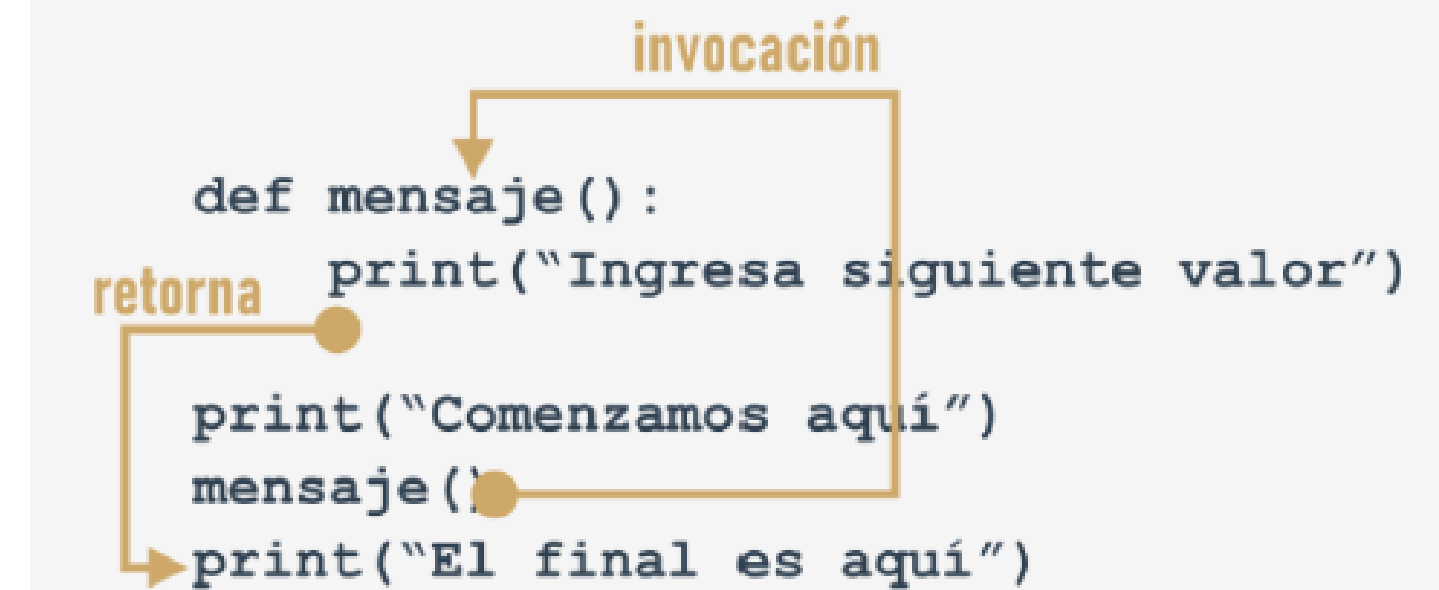 invocación
def mensaje():
print(“Ingresa siguiente valor”)
retorna
print(“Comenzamos aquí”)
mensaje()
print(“El final es aquí”)